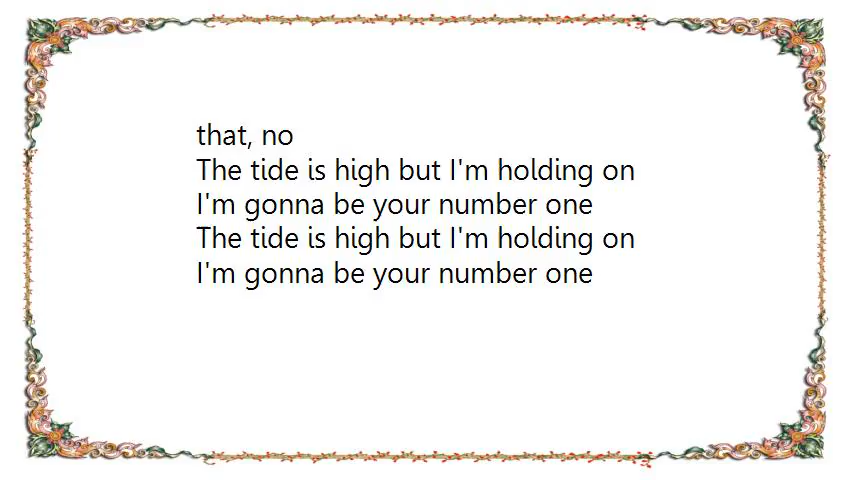 that, no
The tide is high but I'm holding on
I'm gonna be your number one
The tide is high but I'm holding on
I'm gonna be your number one